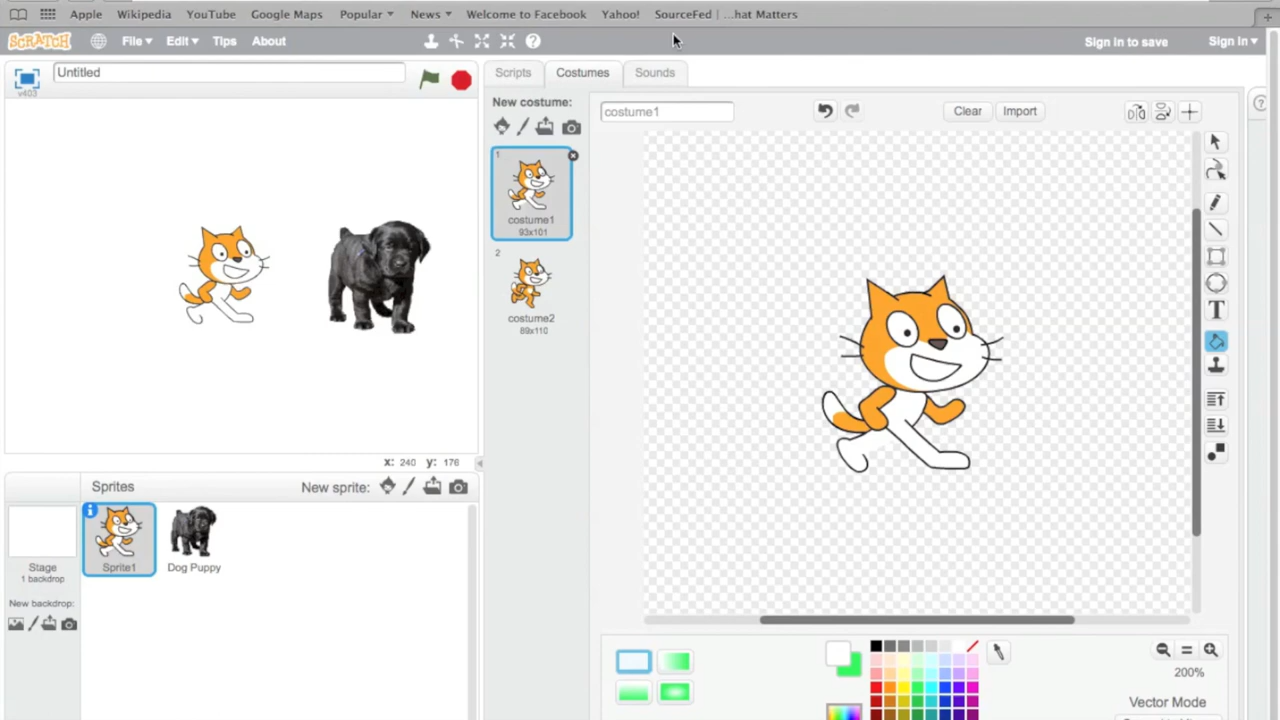 Apple Wikipedia YouTube Google Maps Popular News Welcome to Facebook Yahoo! SourceFed | ...hat Matters
SCRATCH File Edit Tips About Sign in to save Sign in
Untitled
v403
Scripts Costumes Sounds
New costume:
costume1 Clear Import
1
costume1
93x101
2
costume2
89x110
T
x: 240 y: 176
Sprites New sprite:
Sprite1 Dog Puppy
Stage
1 backdrop
New backdrop:
200%
Vector Mode